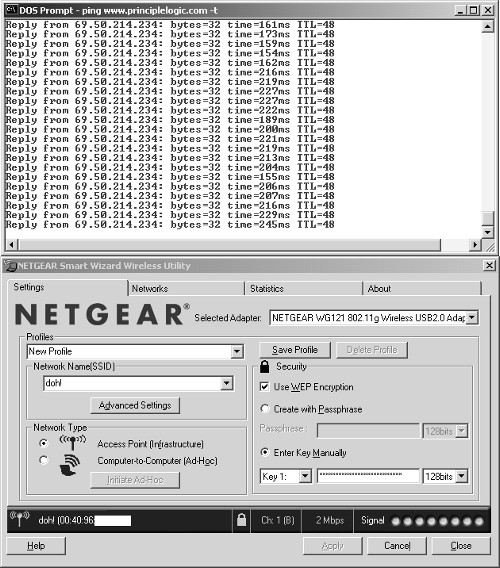 DOS Prompt - ping www.principlelogic.com -t
Reply from 69.50.214.234: bytes=32 time=161ms TTL=48
Reply from 69.50.214.234: bytes=32 time=173ms TTL=48
Reply from 69.50.214.234: bytes=32 time=159ms TTL=48
Reply from 69.50.214.234: bytes=32 time=154ms TTL=48
Reply from 69.50.214.234: bytes=32 time=162ms TTL=48
Reply from 69.50.214.234: bytes=32 time=216ms TTL=48
Reply from 69.50.214.234: bytes=32 time=219ms TTL=48
Reply from 69.50.214.234: bytes=32 time=227ms TTL=48
Reply from 69.50.214.234: bytes=32 time=227ms TTL=48
Reply from 69.50.214.234: bytes=32 time=222ms TTL=48
Reply from 69.50.214.234: bytes=32 time=189ms TTL=48
Reply from 69.50.214.234: bytes=32 time=200ms TTL=48
Reply from 69.50.214.234: bytes=32 time=221ms TTL=48
Reply from 69.50.214.234: bytes=32 time=219ms TTL=48
Reply from 69.50.214.234: bytes=32 time=213ms TTL=48
Reply from 69.50.214.234: bytes=32 time=204ms TTL=48
Reply from 69.50.214.234: bytes=32 time=155ms TTL=48
Reply from 69.50.214.234: bytes=32 time=206ms TTL=48
Reply from 69.50.214.234: bytes=32 time=207ms TTL=48
Reply from 69.50.214.234: bytes=32 time=216ms TTL=48
Reply from 69.50.214.234: bytes=32 time=229ms TTL=48
Reply from 69.50.214.234: bytes=32 time=245ms TTL=48
NETGEAR Smart Wizard Wireless Utility
Settings Networks Statistics About
NETGEAR® Selected Adapter: NETGEAR WG121 802.11g Wireless USB2.0 Adap
Profiles
New Profile
Save Profile Delete Profile
Network Name(SSID)
doh!
Advanced Settings
Network Type
Access Point (Infrastructure)
Computer-to-Computer (Ad-Hoc)
Initiate Ad-Hoc
Security
Use WEP Encryption
Create with Passphrase
Passphrase: 128bits
Enter Key Manually
Key 1: 128bits
doh! (00:40:96: Ch: 1 (B) 2 Mbps Signal
Help Apply Cancel Close